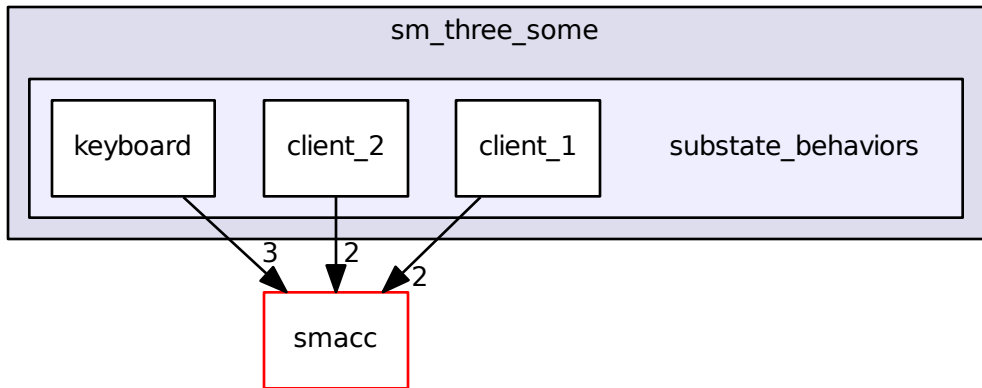 sm_three_some
keyboard
client_2
client_1
substate_behaviors
3
2
2
smacc